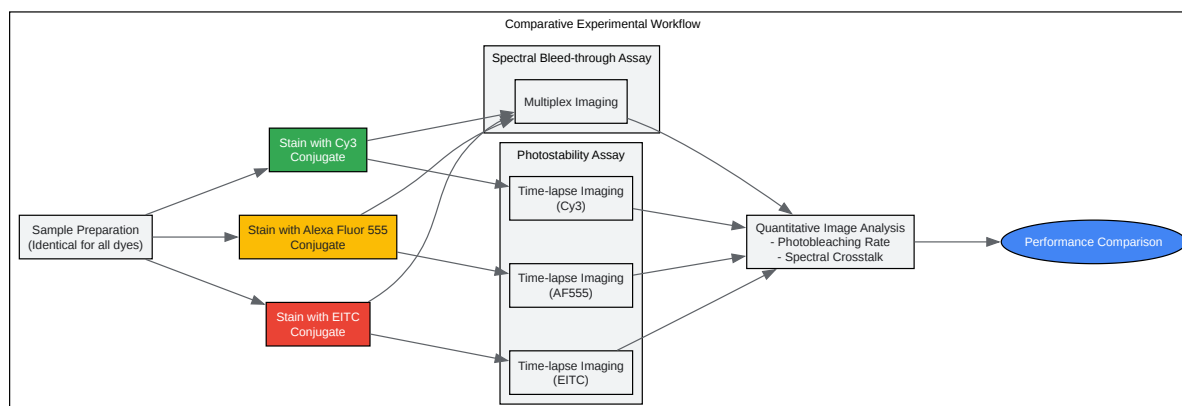 Comparative Experimental Workflow
Spectral Bleed-through Assay
Multiplex Imaging
Stain with Cy3
Conjugate
Photostability Assay
Time-lapse Imaging
(Cy3)
Sample Preparation
(Identical for all dyes)
Stain with Alexa Fluor 555
Conjugate
Quantitative Image Analysis
- Photobleaching Rate
- Spectral Crosstalk
Performance Comparison
Time-lapse Imaging
(AF555)
Stain with EITC
Conjugate
Time-lapse Imaging
(EITC)